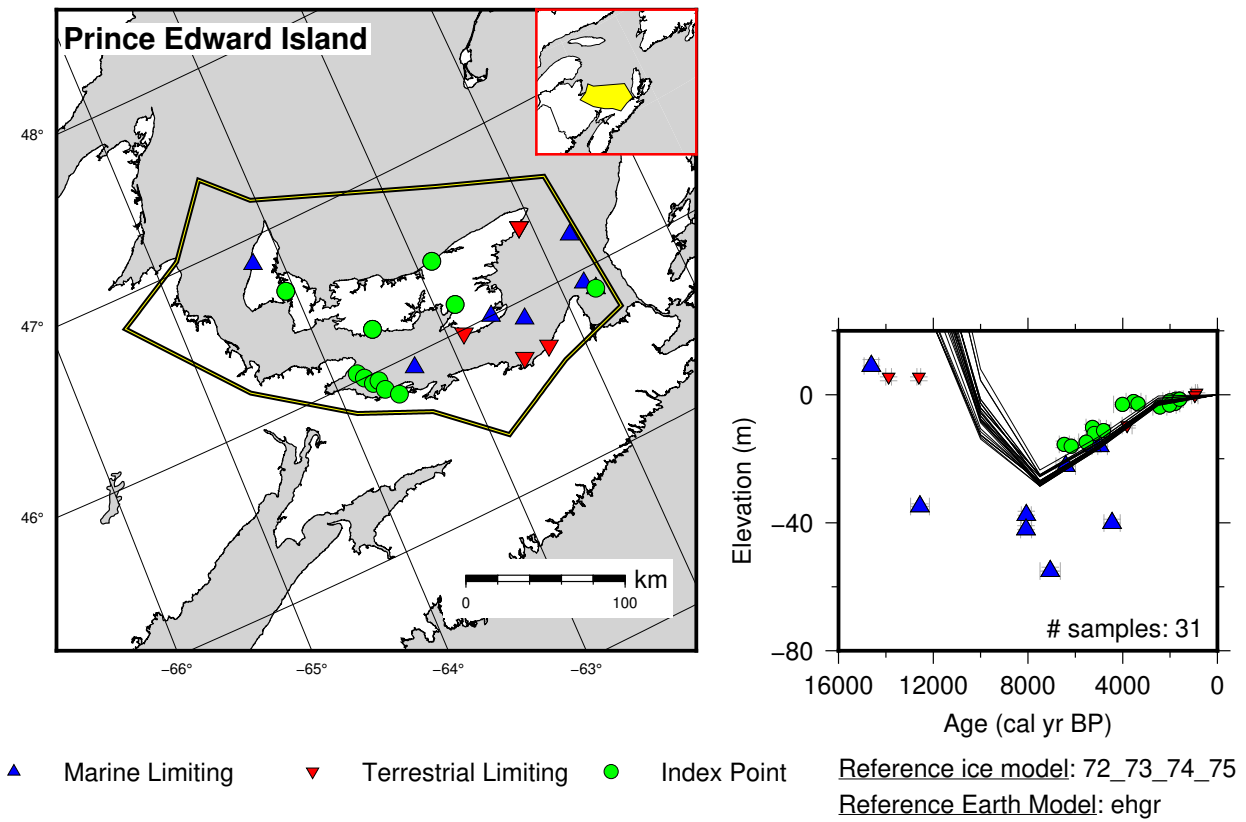 Prince Edward Island
48°
47°
46°
−66°
−65°
−64°
−63°
km
0
100
Elevation (m)
0
−40
−80
# samples: 31
16000
12000
8000
4000
0
Age (cal yr BP)
Marine Limiting
Terrestrial Limiting
Index Point
Reference ice model: 72_73_74_75
Reference Earth Model: ehgr